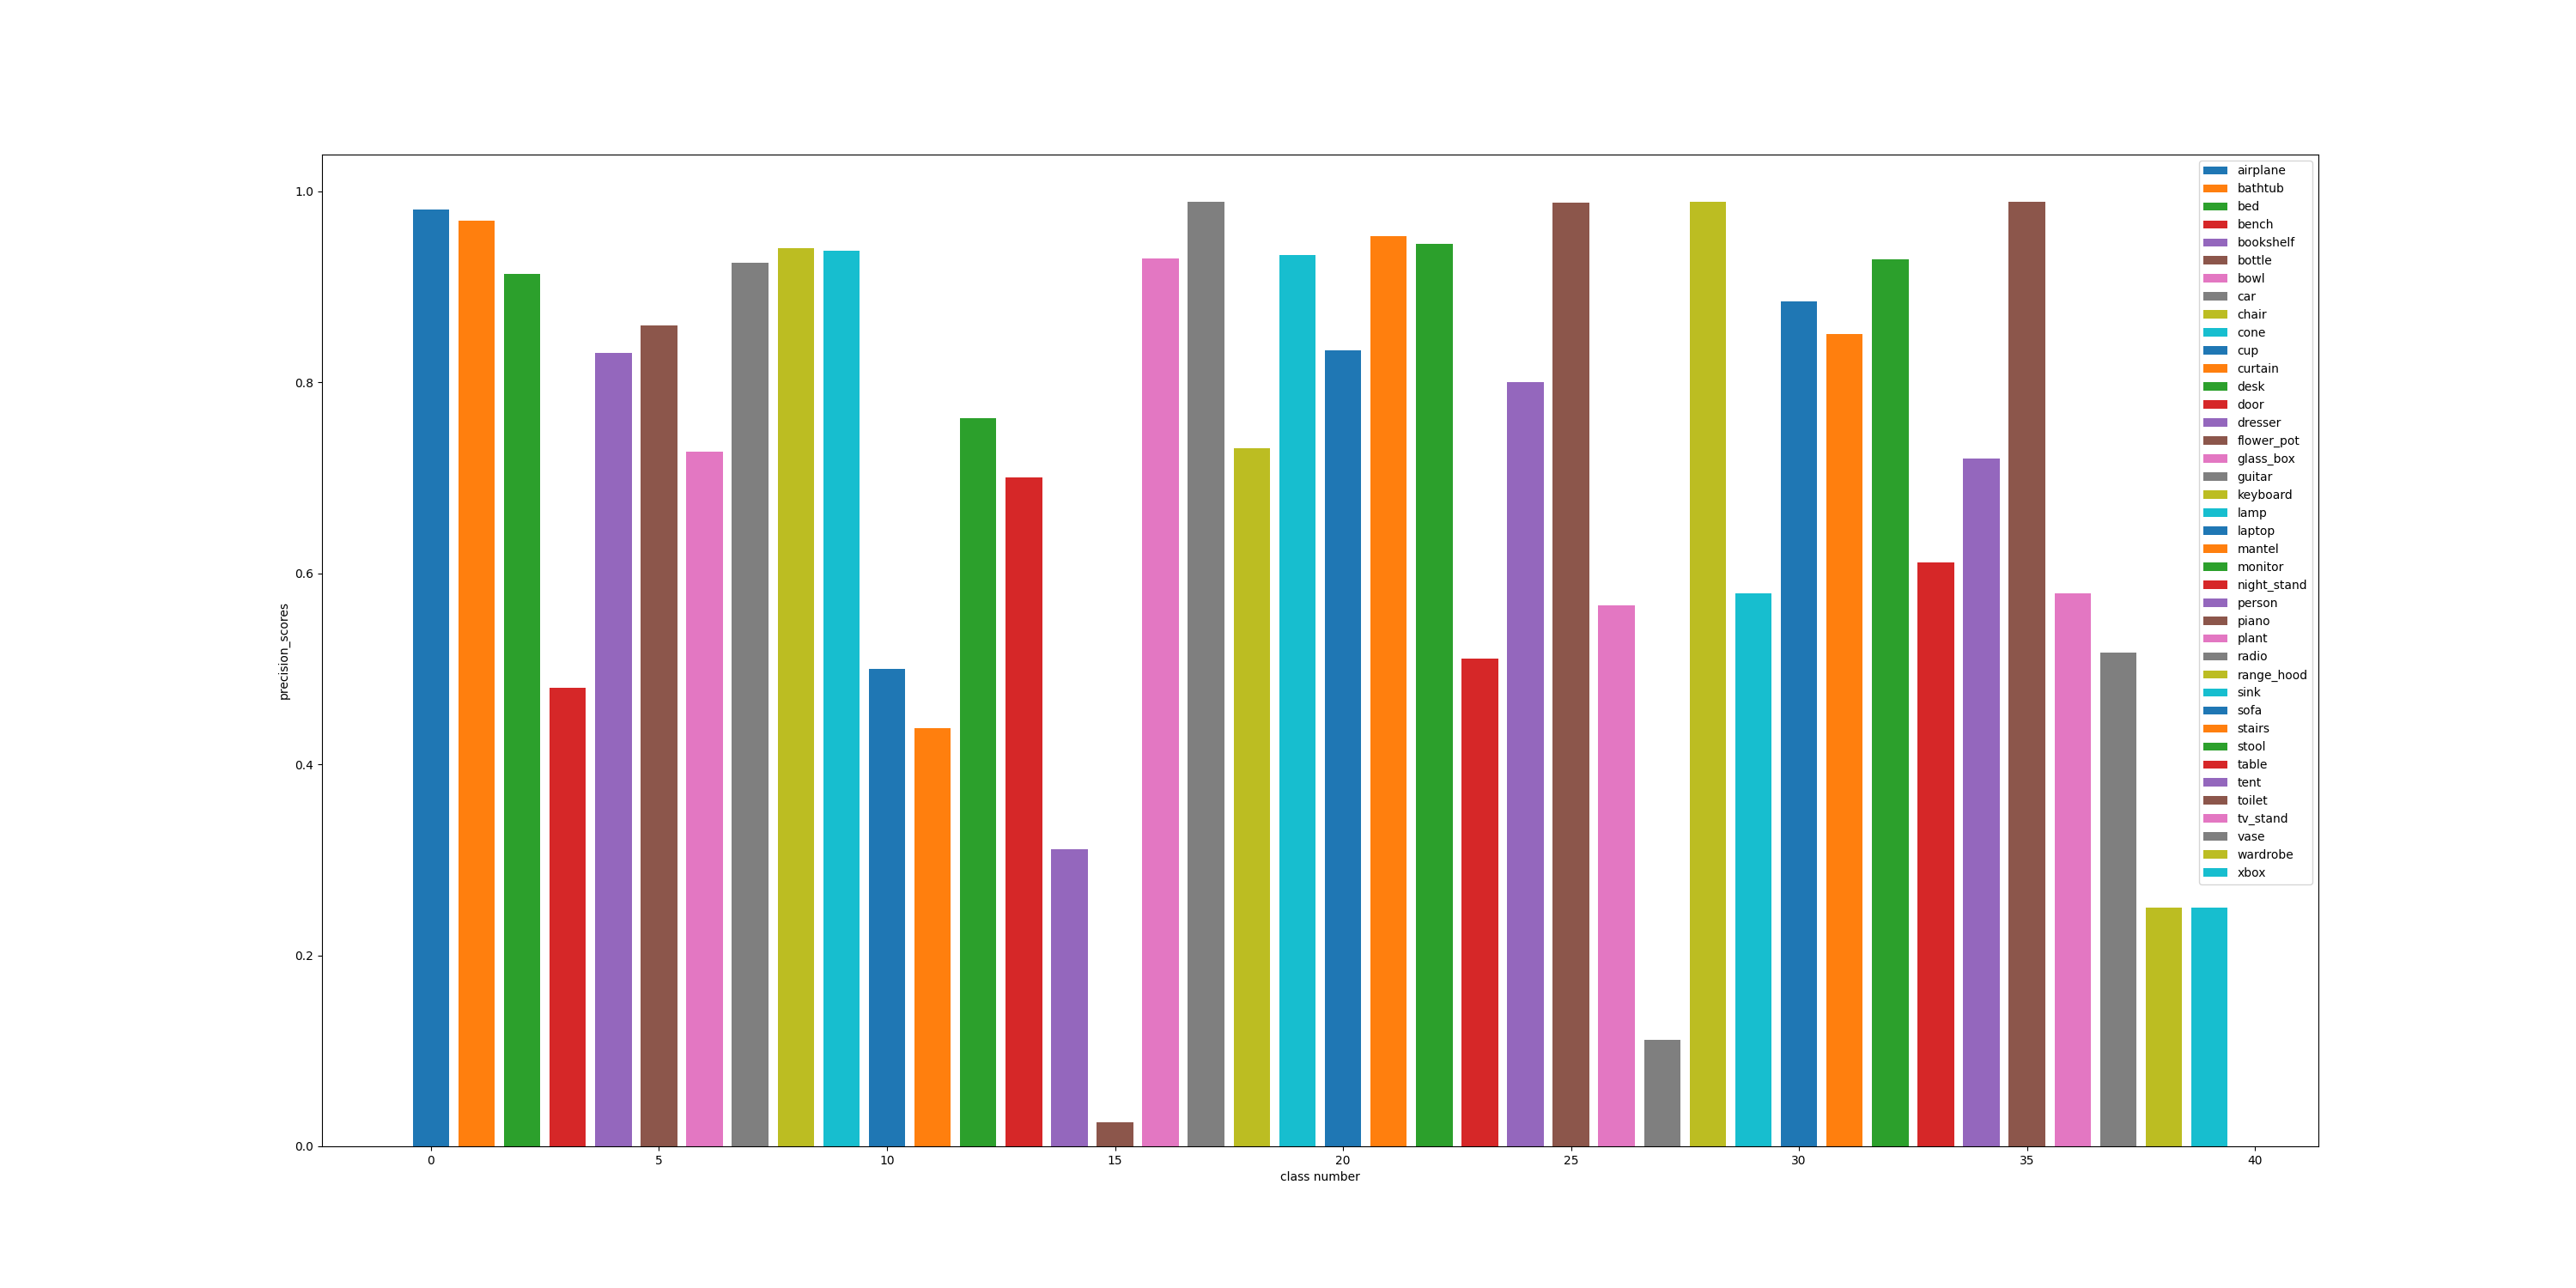 1.0
0.8
0.6
0.4
0.2
0.0
precision_scores
0 5 10 15 20 25 30 35 40
class number
airplane
bathtub
bed
bench
bookshelf
bottle
bowl
car
chair
cone
cup
curtain
desk
door
dresser
flower_pot
glass_box
guitar
keyboard
lamp
laptop
mantel
monitor
night_stand
person
piano
plant
radio
range_hood
sink
sofa
stairs
stool
table
tent
toilet
tv_stand
vase
wardrobe
xbox